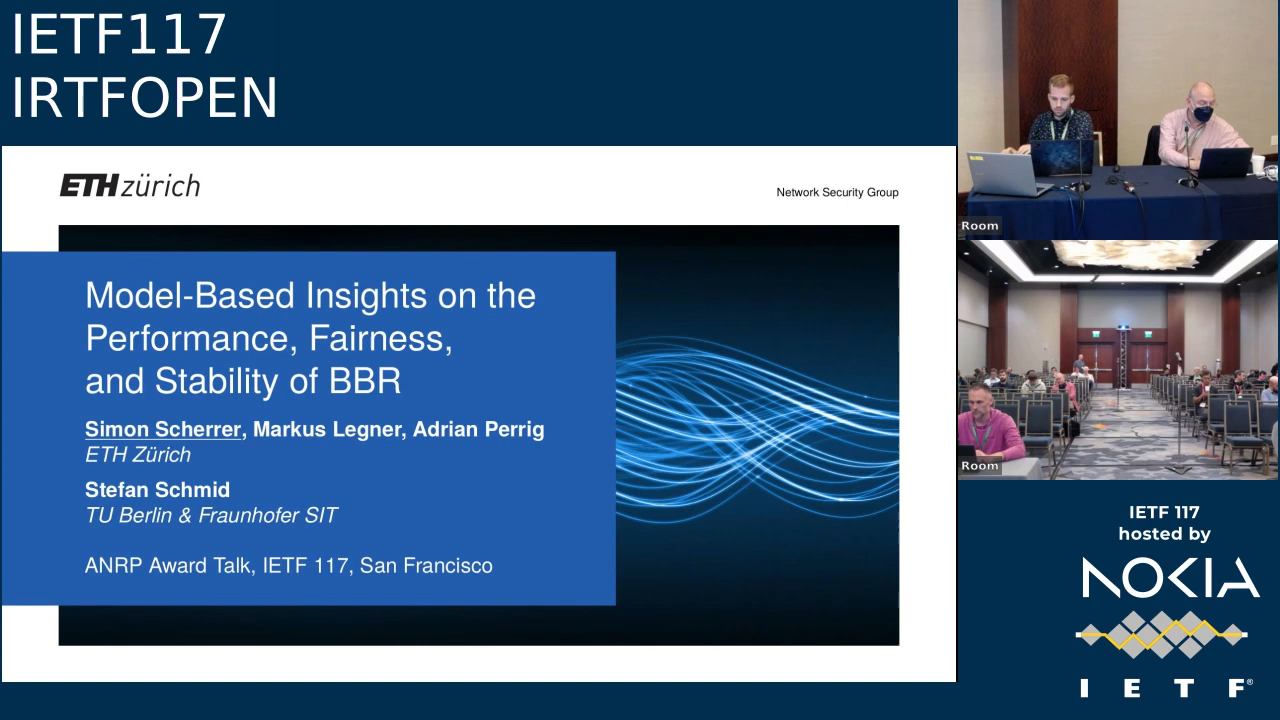 IETF117
IRTFOPEN
ETH zürich
Network Security Group
Model-Based Insights on the
Performance, Fairness,
and Stability of BBR
Simon Scherrer, Markus Legner, Adrian Perrig
ETH Zürich
Stefan Schmid
TU Berlin & Fraunhofer SIT
ANRP Award Talk, IETF 117, San Francisco
Room
Room
IETF 117
hosted by
NOKIA
I E T F®